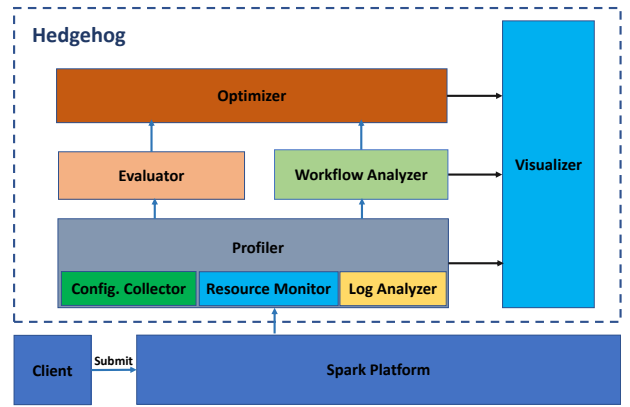 Hedgehog
Optimizer
Evaluator
Workflow Analyzer
Visualizer
Profiler
Config. Collector
Resource Monitor
Log Analyzer
Client
Submit
Spark Platform